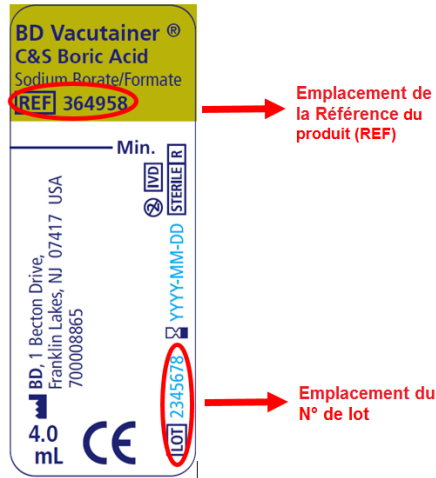 BD Vacutainer ®
C&S Boric Acid
Sodium Borate/Formate
REF 364958
Emplacement de
la Référence du
produit (REF)
Min.
IVD
STERILE R
BD, 1 Becton Drive,
Franklin Lakes, NJ 07417 USA
700008865
YYYY-MM-DD
LOT 2345678
4.0
mL
CE
Emplacement du
N° de lot